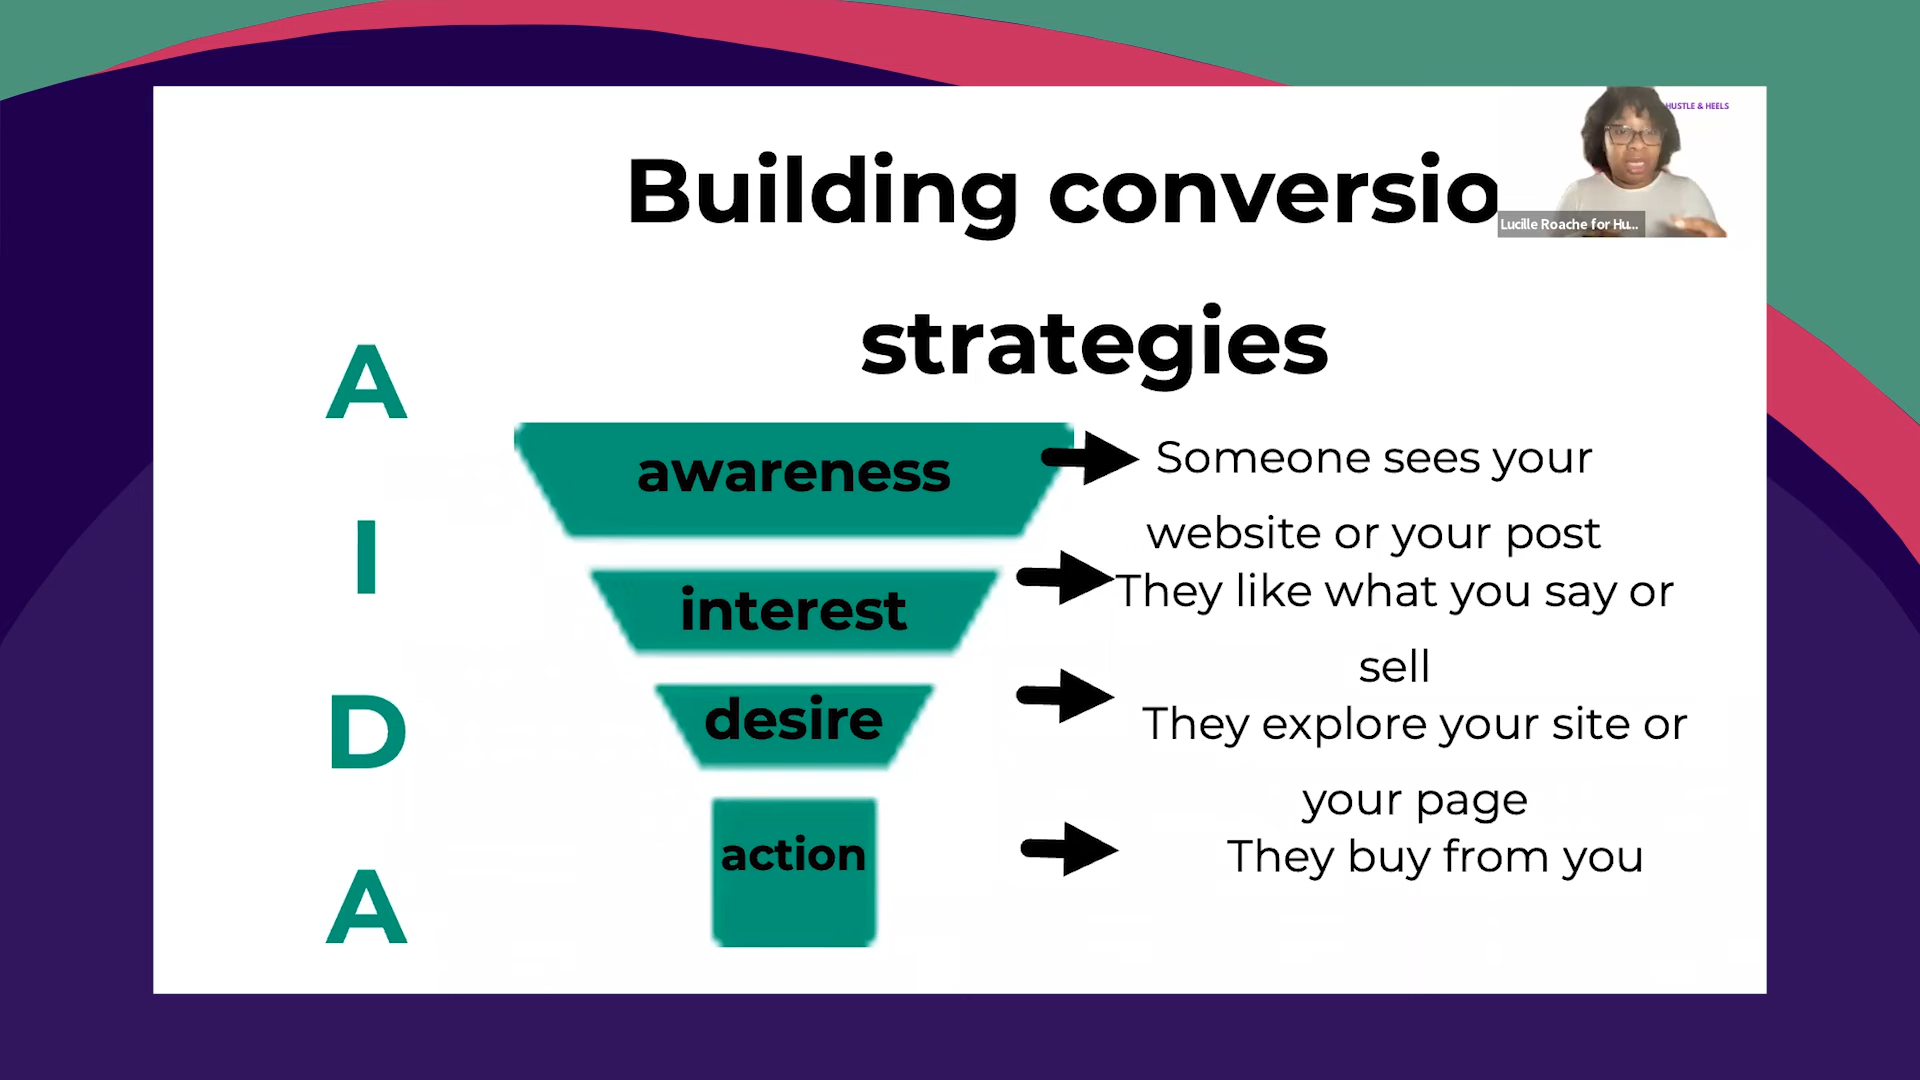 HUSTLE & HEELS
Building conversio
Lucille Roache for Hu...
strategies
A
I
D
A
awareness
interest
desire
action
Someone sees your
website or your post
They like what you say or
sell
They explore your site or
your page
They buy from you